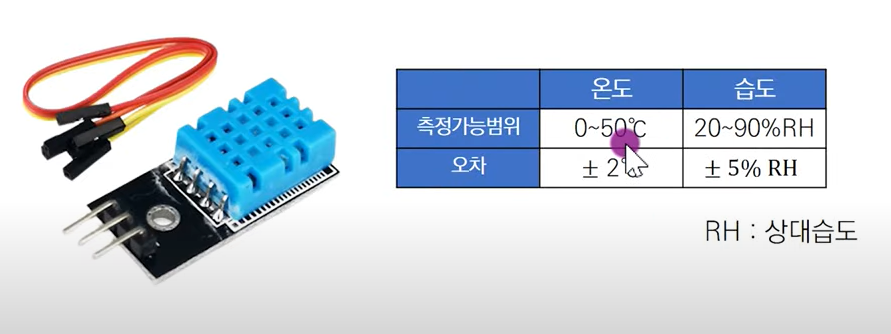 온도 습도
측정가능범위 0~50℃ 20~90%RH
오차 ± 2 ± 5% RH
RH : 상대습도